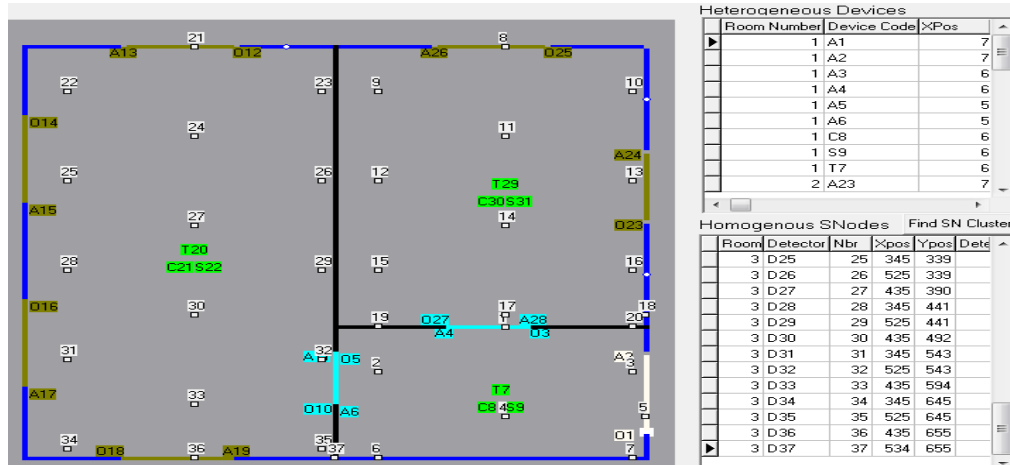 Heterogeneous Devices
Room Number Device Code XPos
1 A1 7
1 A2 7
1 A3 6
1 A4 6
1 A5 5
1 A6 5
1 C8 6
1 S9 6
1 T7 6
2 A23 7
Homogenous SNodes Find SN Cluster
Room Detector Nbr Xpos Ypos Dete
3 D25 25 345 339
3 D26 26 525 339
3 D27 27 435 390
3 D28 28 345 441
3 D29 29 525 441
3 D30 30 435 492
3 D31 31 345 543
3 D32 32 525 543
3 D33 33 435 594
3 D34 34 345 645
3 D35 35 525 645
3 D36 36 435 655
3 D37 37 534 655
21 8
A13 O12 A26 O25
22 23 9 10
24 11
O14
A24
25 26 12 13
T29
C30S31
A15 27 14 O23
T20
C21S22
28 29 15 16
O16 30 17 18
19 O27 A28 20
A4 O3
31 32 O5 2 A2 3
A17 33 T7
O10 A6 C8 4S9 5
O1
34 35
O18 36 A19 37 6 7